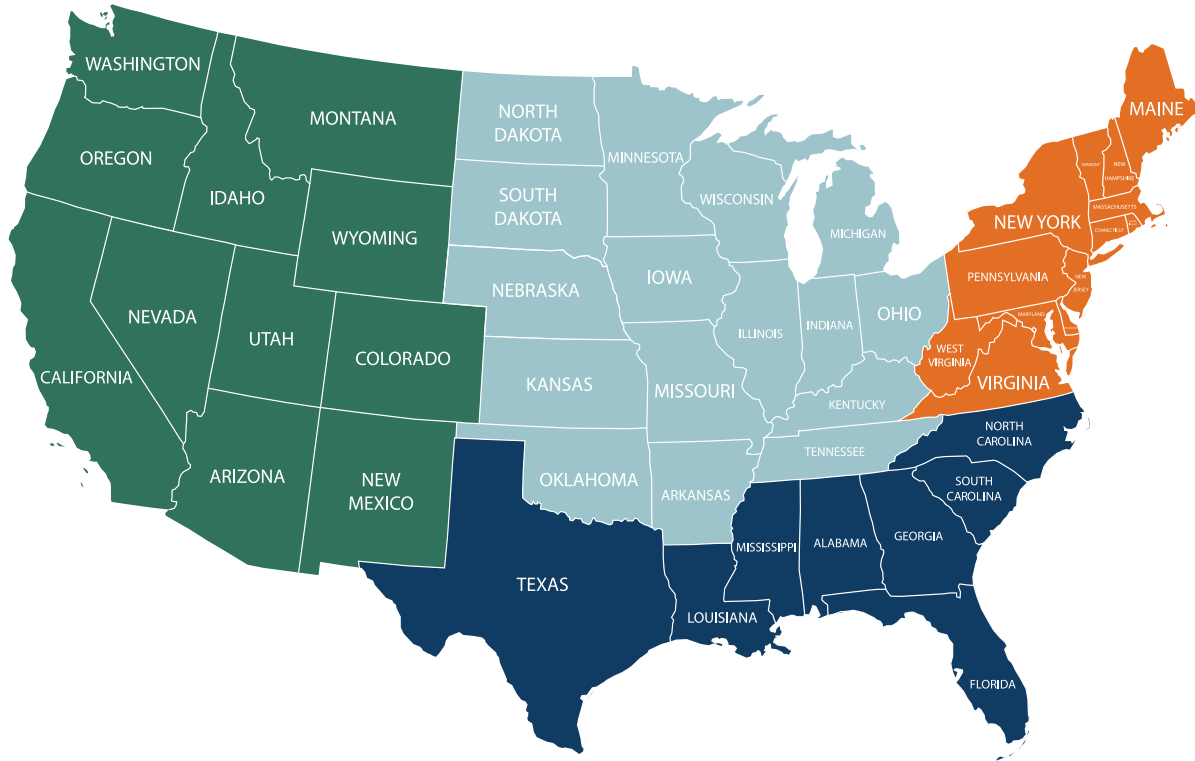 WASHINGTON
OREGON
CALIFORNIA
NEVADA
IDAHO
MONTANA
WYOMING
UTAH
COLORADO
ARIZONA
NEW
MEXICO
NORTH
DAKOTA
SOUTH
DAKOTA
NEBRASKA
KANSAS
OKLAHOMA
MINNESOTA
IOWA
MISSOURI
ARKANSAS
WISCONSIN
ILLINOIS
MICHIGAN
INDIANA
OHIO
KENTUCKY
TENNESSEE
TEXAS
LOUISIANA
MISSISSIPPI
ALABAMA
GEORGIA
FLORIDA
SOUTH
CAROLINA
NORTH
CAROLINA
VIRGINIA
WEST
VIRGINIA
MARYLAND
PENNSYLVANIA
NEW
JERSEY
NEW YORK
CONNECTICUT
MASSACHUSETTS
VERMONT
NEW
HAMPSHIRE
MAINE